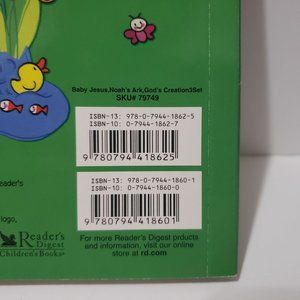 Baby Jesus,Noah's Ark,God's Creation3Set
SKU# 79749
ISBN-13: 978-0-7944-1862-5
ISBN-10: 0-7944-1862-7
9 780794 418625
ISBN-13: 978-0-7944-1860-1
ISBN-10: 0-7944-1860-0
9 780794 418601
eader's
logo,
Reader's
Digest
Children's Books
For more Reader's Digest products
and information, visit our online
store at rd.com